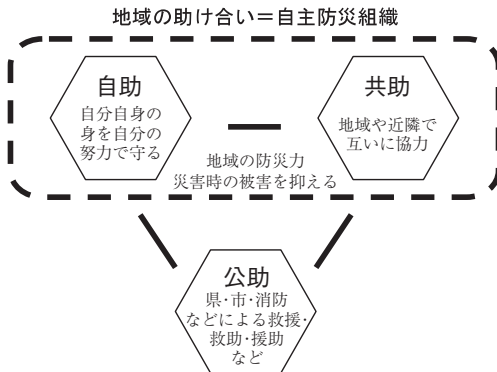 地域の助け合い＝自主防災組織
自助
自分自身の
身を自分の
努力で守る
共助
地域や近隣で
互いに協力
地域の防災力
災害時の被害を抑える
公助
県・市・消防
などによる救援・
救助・援助
など